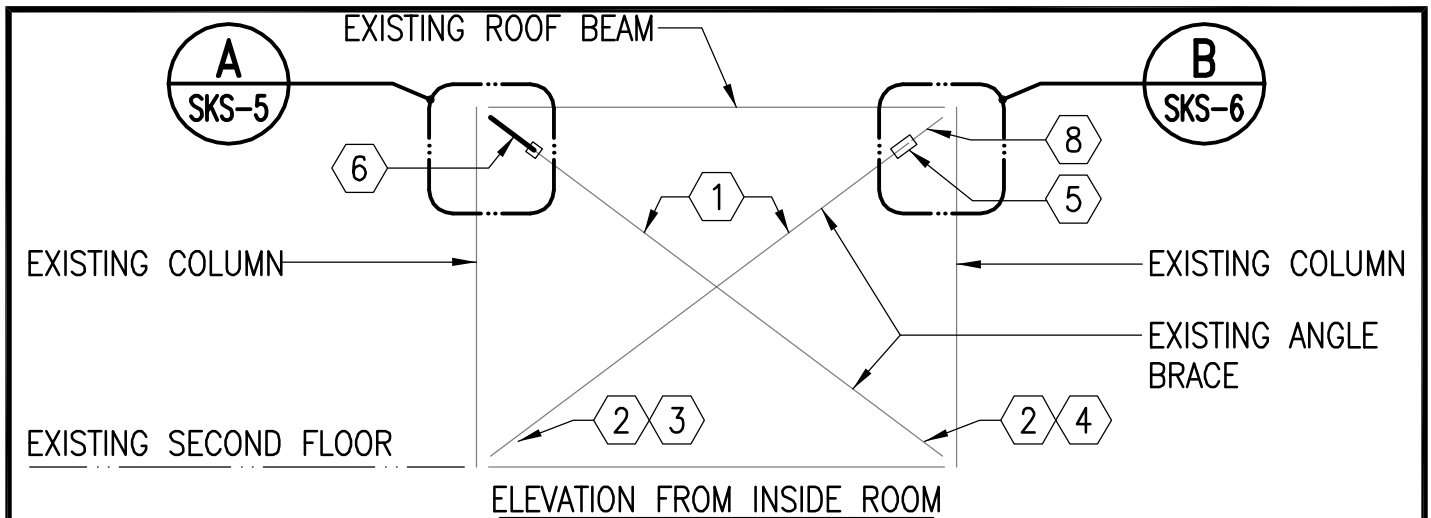 EXISTING ROOF BEAM
A
SKS-5
B
SKS-6
6
8
1
5
EXISTING COLUMN
EXISTING COLUMN
EXISTING ANGLE
BRACE
2 3
2 4
EXISTING SECOND FLOOR
ELEVATION FROM INSIDE ROOM